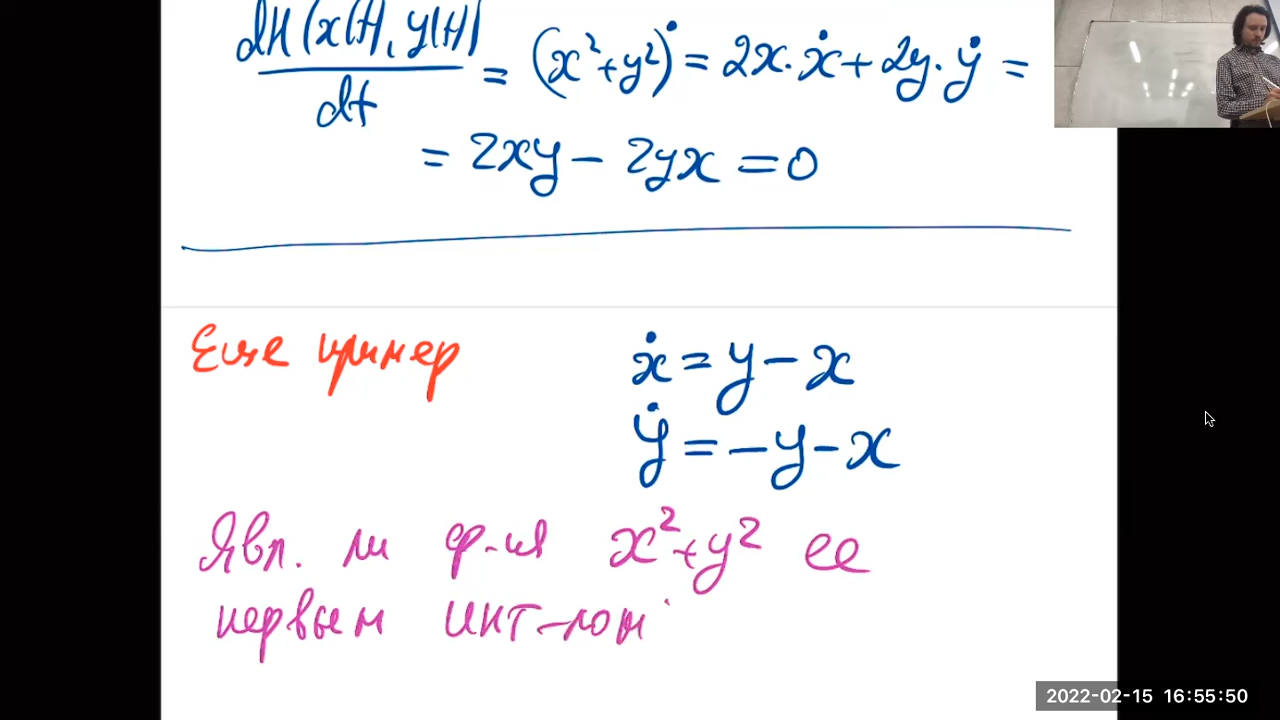 dH(x(t), y(t))/dt = (x²+y²)˙ = 2x·ẋ + 2y·ẏ =
= 2xy − 2yx = 0
Еще пример
ẋ = y − x
ẏ = −y − x
Явл. ли ф-ия x²+y² ее
первым инт-лом
2022-02-15 16:55:50